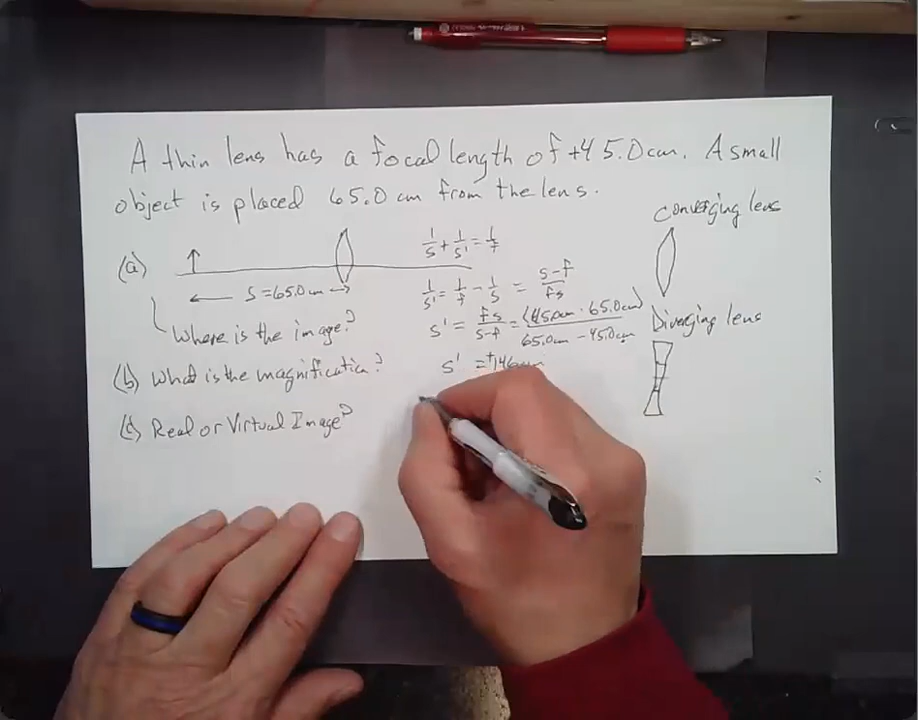 A thin lens has a focal length of +45.0cm. A small
object is placed 65.0 cm from the lens.
(a)
S = 65.0cm
Where is the image?
(b) What is the magnification?
(c) Real or Virtual Image?
1/s + 1/s' = 1/f
1/s' = 1/f - 1/s = s-f/fs
s' = fs/s-f = (45.0cm · 65.0cm)/65.0cm - 45.0cm
s' = +146cm
Converging lens
Diverging lens